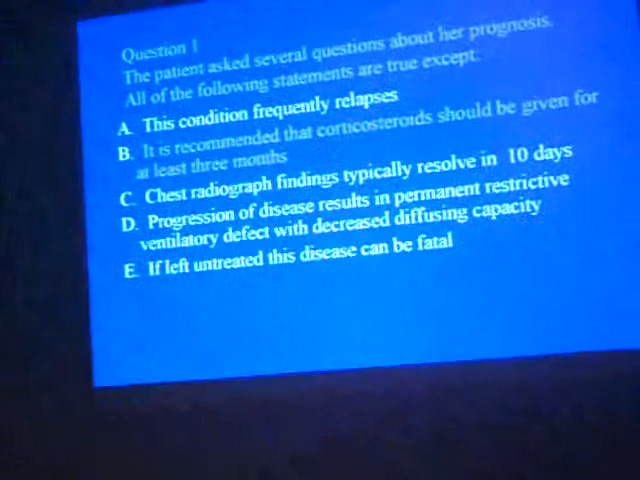 Question 1
The patient asked several questions about her prognosis.
All of the following statements are true except:
A. This condition frequently relapses
B. It is recommended that corticosteroids should be given for
at least three months
C. Chest radiograph findings typically resolve in 10 days
D. Progression of disease results in permanent restrictive
ventilatory defect with decreased diffusing capacity
E. If left untreated this disease can be fatal